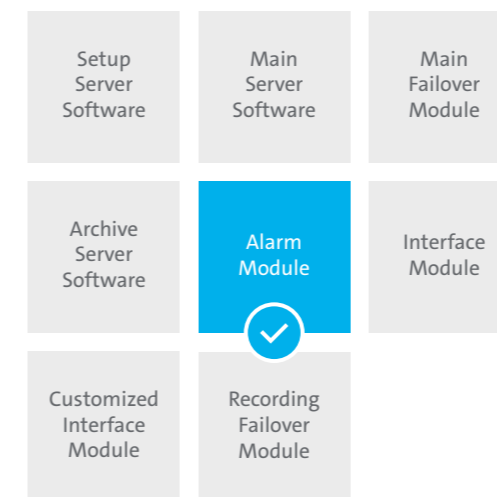 Setup
Server
Software
Main
Server
Software
Main
Failover
Module
Archive
Server
Software
Alarm
Module
Interface
Module
Customized
Interface
Module
Recording
Failover
Module